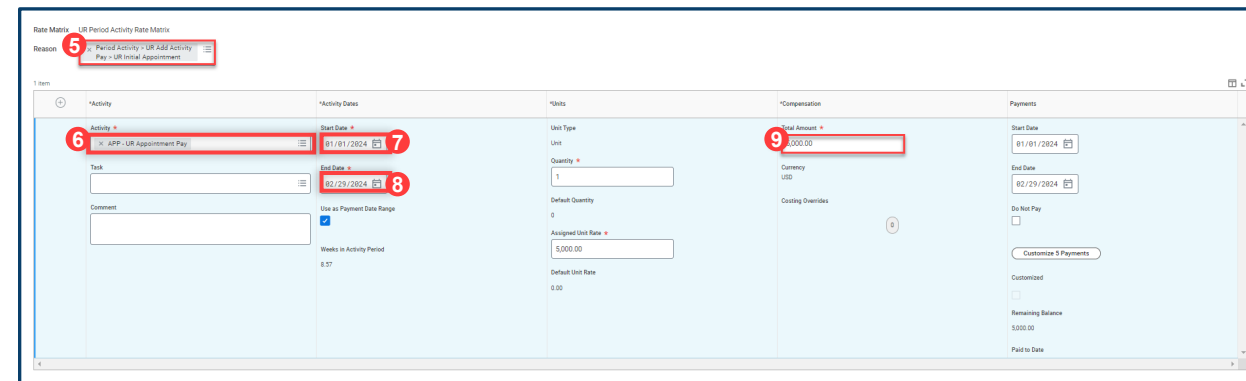 Rate Matrix UR Period Activity Rate Matrix
Reason 5 × Period Activity > UR Add Activity
Pay > UR Initial Appointment
1 item
*Activity *Activity Dates *Units *Compensation Payments
Activity * Start Date * Unit Type Total Amount * Start Date
6 × APP - UR Appointment Pay 01/01/2024 7 Unit 9 5,000.00 01/01/2024
Task End Date * Quantity * Currency End Date
02/29/2024 8 1 USD 02/29/2024
Comment Use as Payment Date Range Default Quantity Costing Overrides Do Not Pay
0 0
Assigned Unit Rate *
Weeks in Activity Period 5,000.00 Customize 5 Payments
8.57 Default Unit Rate Customized
0.00
Remaining Balance
5,000.00
Paid to Date